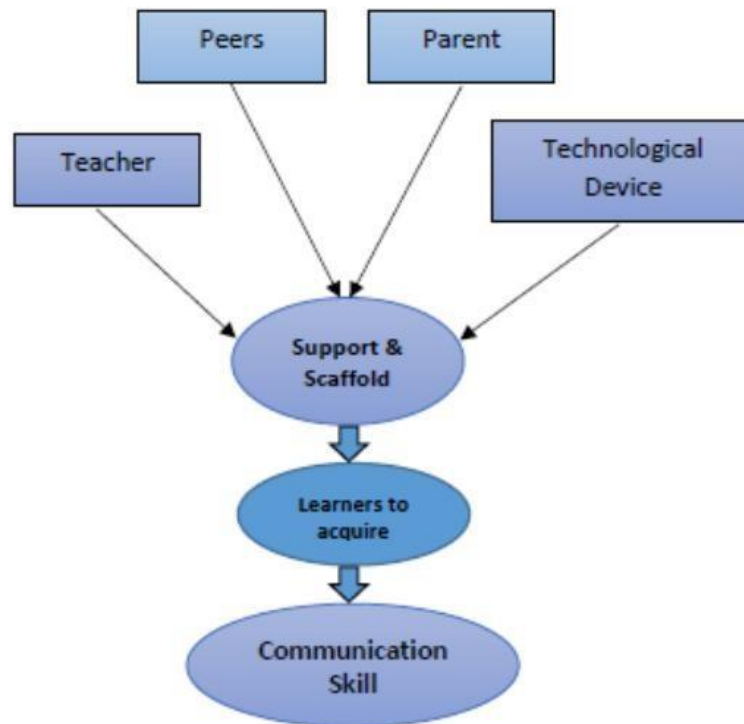 Peers
Parent
Teacher
Technological
Device
Support &
Scaffold
Learners to
acquire
Communication
Skill